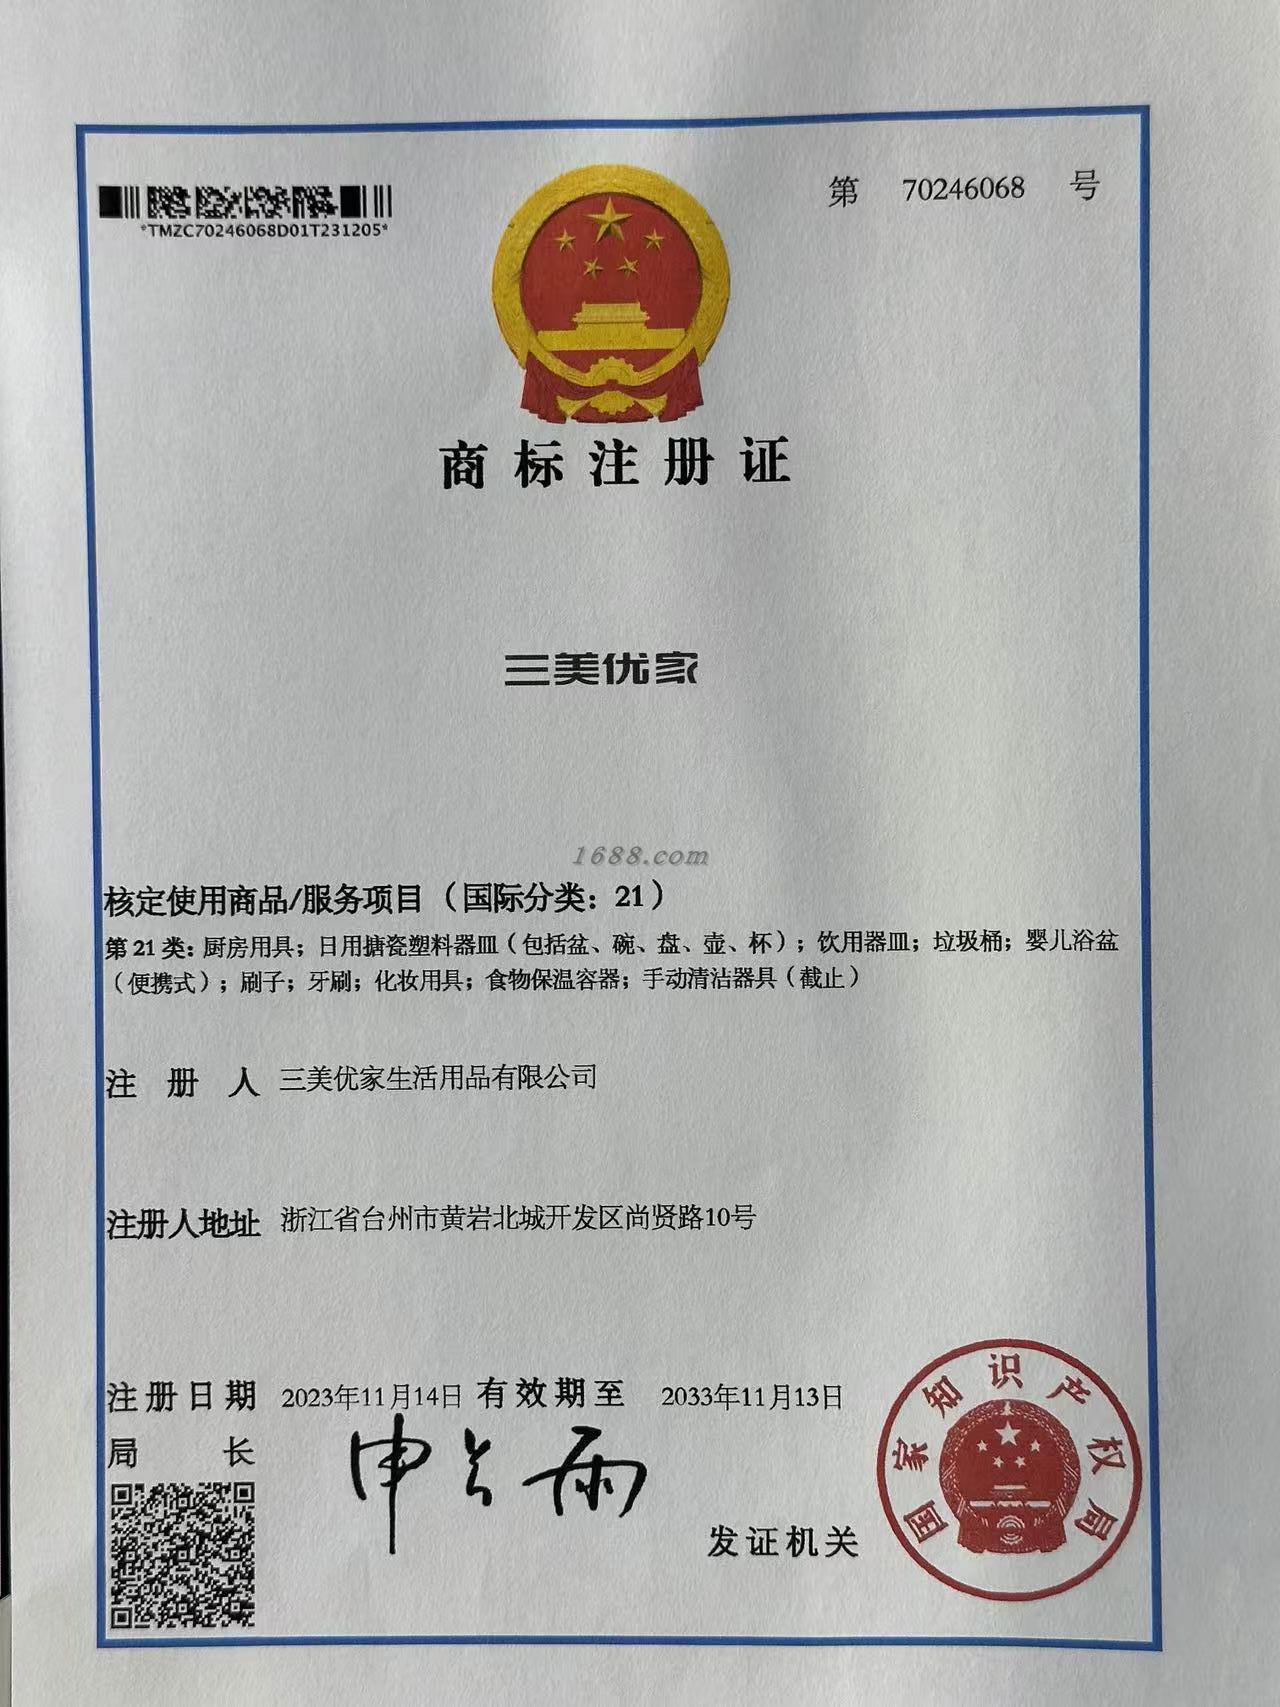 第 70246068 号
*TMZC70246068D01T231205*
商标注册证
三美优家
1688.com
核定使用商品/服务项目（国际分类：21）
第21类：厨房用具；日用搪瓷塑料器皿（包括盆、碗、盘、壶、杯）；饮用器皿；垃圾桶；婴儿浴盆
（便携式）；刷子；牙刷；化妆用具；食物保温容器；手动清洁器具（截止）
注册人 三美优家生活用品有限公司
注册人地址 浙江省台州市黄岩北城开发区尚贤路10号
注册日期 2023年11月14日 有效期至 2033年11月13日
局长 申长雨
发证机关
国家知识产权局